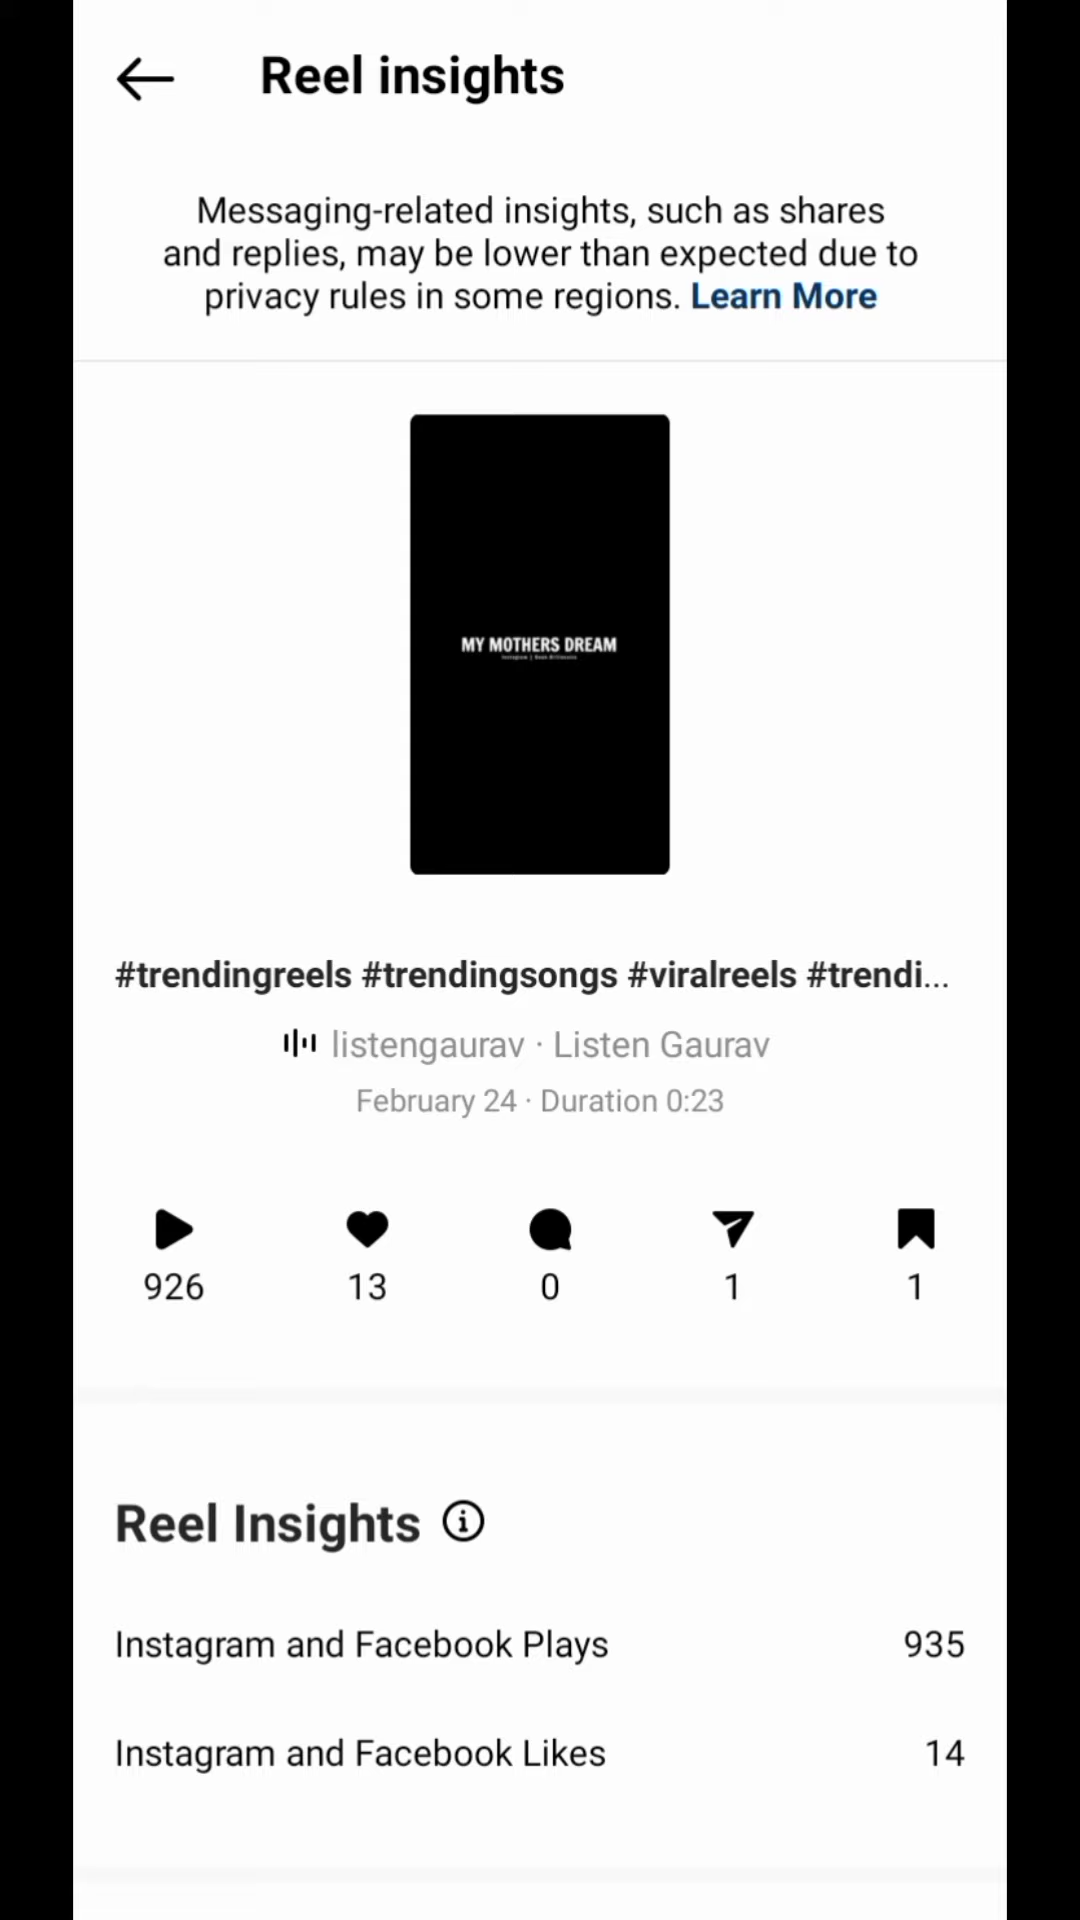 Reel insights
Messaging-related insights, such as shares
and replies, may be lower than expected due to
privacy rules in some regions. Learn More
MY MOTHERS DREAM
#trendingreels #trendingsongs #viralreels #trendi...
listengaurav · Listen Gaurav
February 24 · Duration 0:23
926 13 0 1 1
Reel Insights
Instagram and Facebook Plays 935
Instagram and Facebook Likes 14